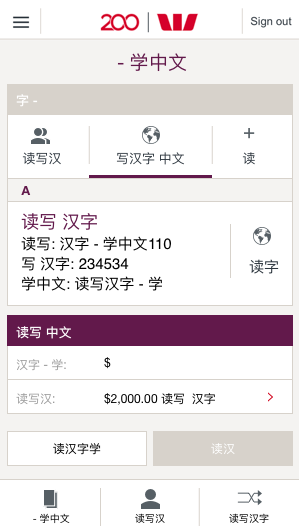 200 Sign out
- 学中文
字 -
读写汉 写汉字 中文 读
A
读写 汉字
读写: 汉字 - 学中文110
写 汉字: 234534
学中文: 读写汉字 - 学
读字
读写 中文
汉字 - 学: $
读写汉: $2,000.00 读写 汉字
读汉字学 读汉
- 学中文 读写汉 读写汉字